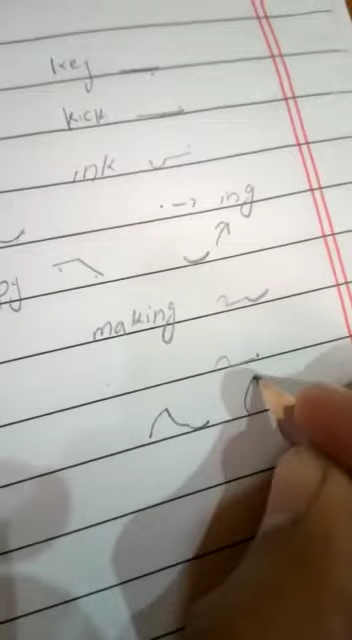 key
kick
ink
. → ing
making